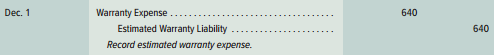 Dec. 1 Warranty Expense . . . . . . . . . . . . . . . . . . . . . . . . . . . . . . . . . . 640
Estimated Warranty Liability . . . . . . . . . . . . . . . . . . . . . . 640
Record estimated warranty expense.